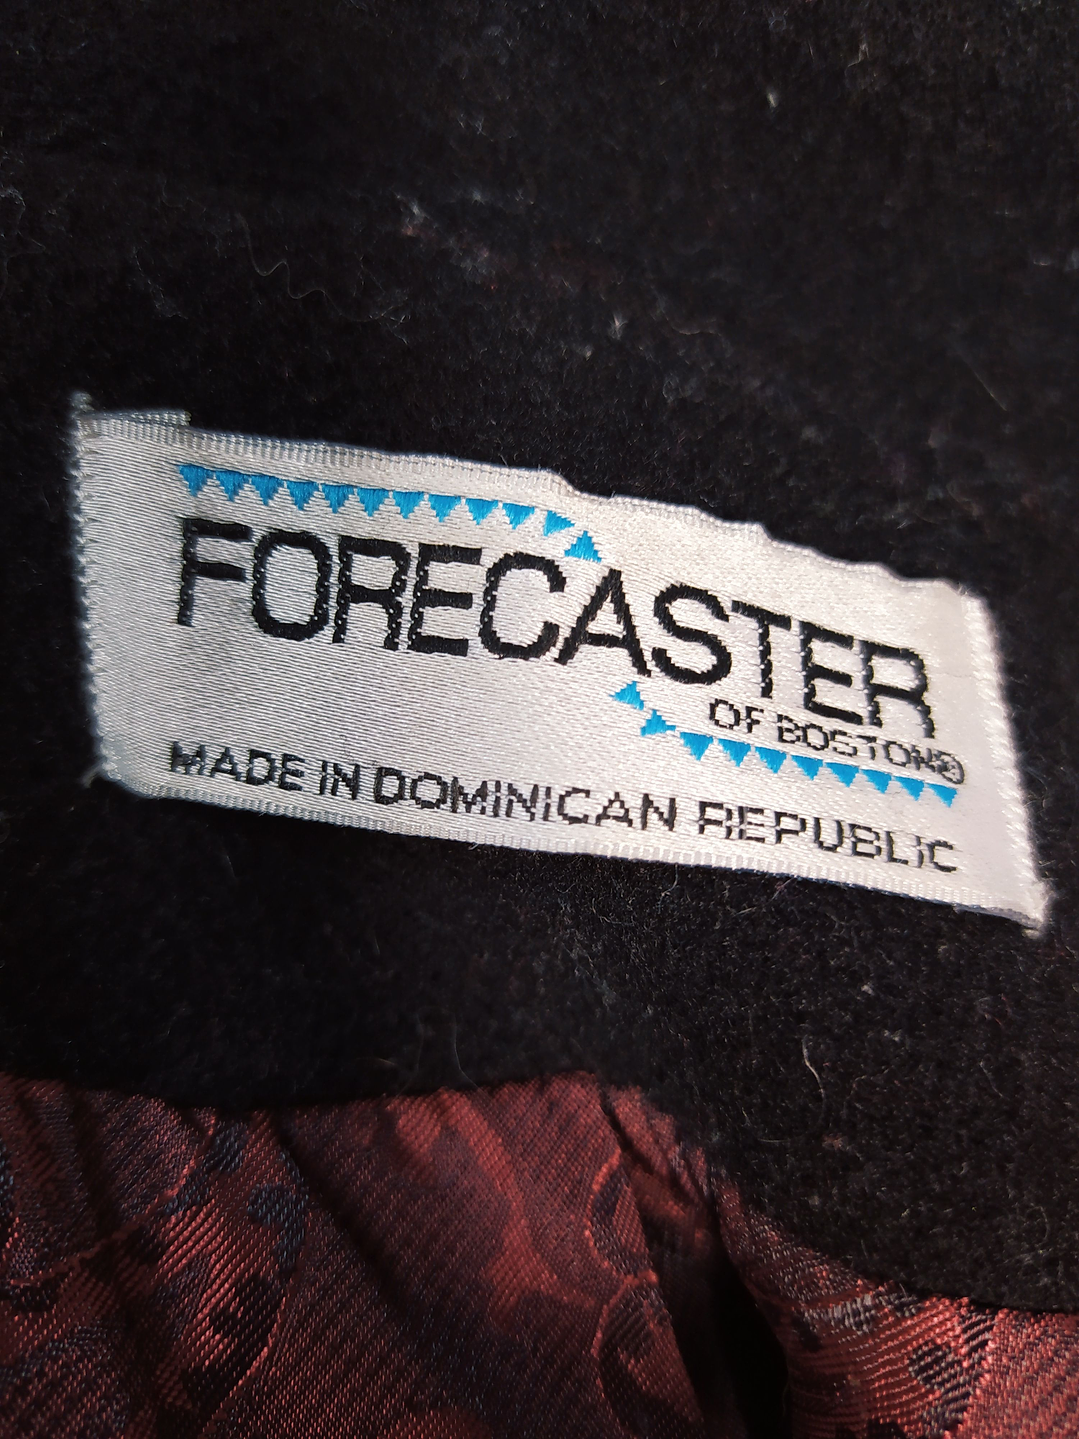 FORECASTER
OF BOSTON®
MADE IN DOMINICAN REPUBLIC